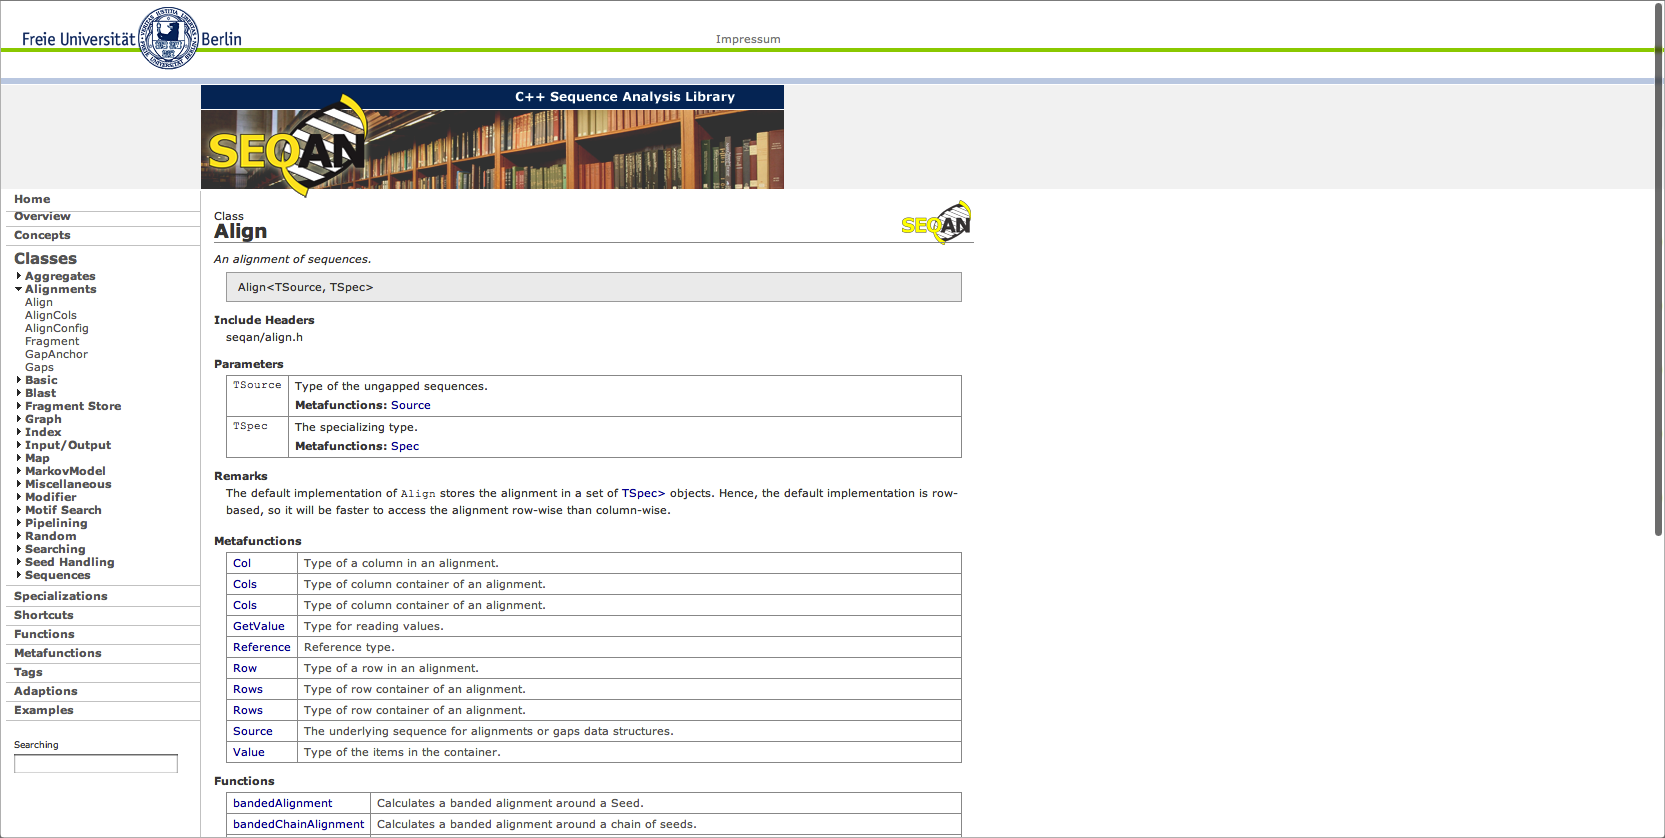 Freie Universität Berlin
Impressum
C++ Sequence Analysis Library
SEQAN
Home
Overview
Concepts
Classes
Aggregates
Alignments
Align
AlignCols
AlignConfig
Fragment
GapAnchor
Gaps
Basic
Blast
Fragment Store
Graph
Index
Input/Output
Map
MarkovModel
Miscellaneous
Modifier
Motif Search
Pipelining
Random
Searching
Seed Handling
Sequences
Specializations
Shortcuts
Functions
Metafunctions
Tags
Adaptions
Examples
Searching
Class
Align
SEQAN
An alignment of sequences.
Align<TSource, TSpec>
Include Headers
seqan/align.h
Parameters
TSource Type of the ungapped sequences.
Metafunctions: Source
TSpec The specializing type.
Metafunctions: Spec
Remarks
The default implementation of Align stores the alignment in a set of TSpec> objects. Hence, the default implementation is row-
based, so it will be faster to access the alignment row-wise than column-wise.
Metafunctions
Col Type of a column in an alignment.
Cols Type of column container of an alignment.
Cols Type of column container of an alignment.
GetValue Type for reading values.
Reference Reference type.
Row Type of a row in an alignment.
Rows Type of row container of an alignment.
Rows Type of row container of an alignment.
Source The underlying sequence for alignments or gaps data structures.
Value Type of the items in the container.
Functions
bandedAlignment Calculates a banded alignment around a Seed.
bandedChainAlignment Calculates a banded alignment around a chain of seeds.